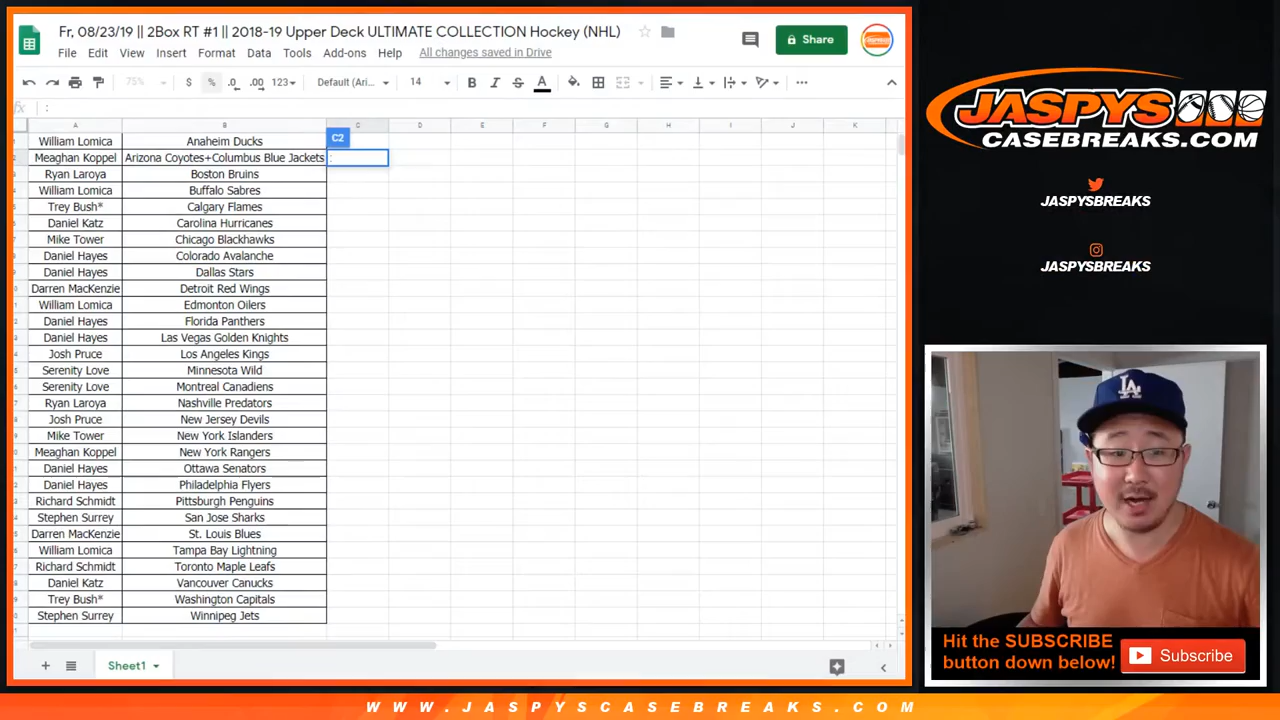 Fr, 08/23/19 || 2Box RT #1 || 2018-19 Upper Deck ULTIMATE COLLECTION Hockey (NHL)
File Edit View Insert Format Data Tools Add-ons Help All changes saved in Drive
Share
75% $ % .0 .00 123 Default (Ari... 14 B I S A
fx :
A B C D E F G H I J K
C2
William Lomica Anaheim Ducks
Meaghan Koppel Arizona Coyotes+Columbus Blue Jackets :
Ryan Laroya Boston Bruins
William Lomica Buffalo Sabres
Trey Bush* Calgary Flames
Daniel Katz Carolina Hurricanes
Mike Tower Chicago Blackhawks
Daniel Hayes Colorado Avalanche
Daniel Hayes Dallas Stars
Darren MacKenzie Detroit Red Wings
William Lomica Edmonton Oilers
Daniel Hayes Florida Panthers
Daniel Hayes Las Vegas Golden Knights
Josh Pruce Los Angeles Kings
Serenity Love Minnesota Wild
Serenity Love Montreal Canadiens
Ryan Laroya Nashville Predators
Josh Pruce New Jersey Devils
Mike Tower New York Islanders
Meaghan Koppel New York Rangers
Daniel Hayes Ottawa Senators
Daniel Hayes Philadelphia Flyers
Richard Schmidt Pittsburgh Penguins
Stephen Surrey San Jose Sharks
Darren MacKenzie St. Louis Blues
William Lomica Tampa Bay Lightning
Richard Schmidt Toronto Maple Leafs
Daniel Katz Vancouver Canucks
Trey Bush* Washington Capitals
Stephen Surrey Winnipeg Jets
Sheet1
JASPYS
CASEBREAKS.COM
JASPYSBREAKS
JASPYSBREAKS
LA
Hit the SUBSCRIBE
button down below!
Subscribe
WWW.JASPYSCASEBREAKS.COM